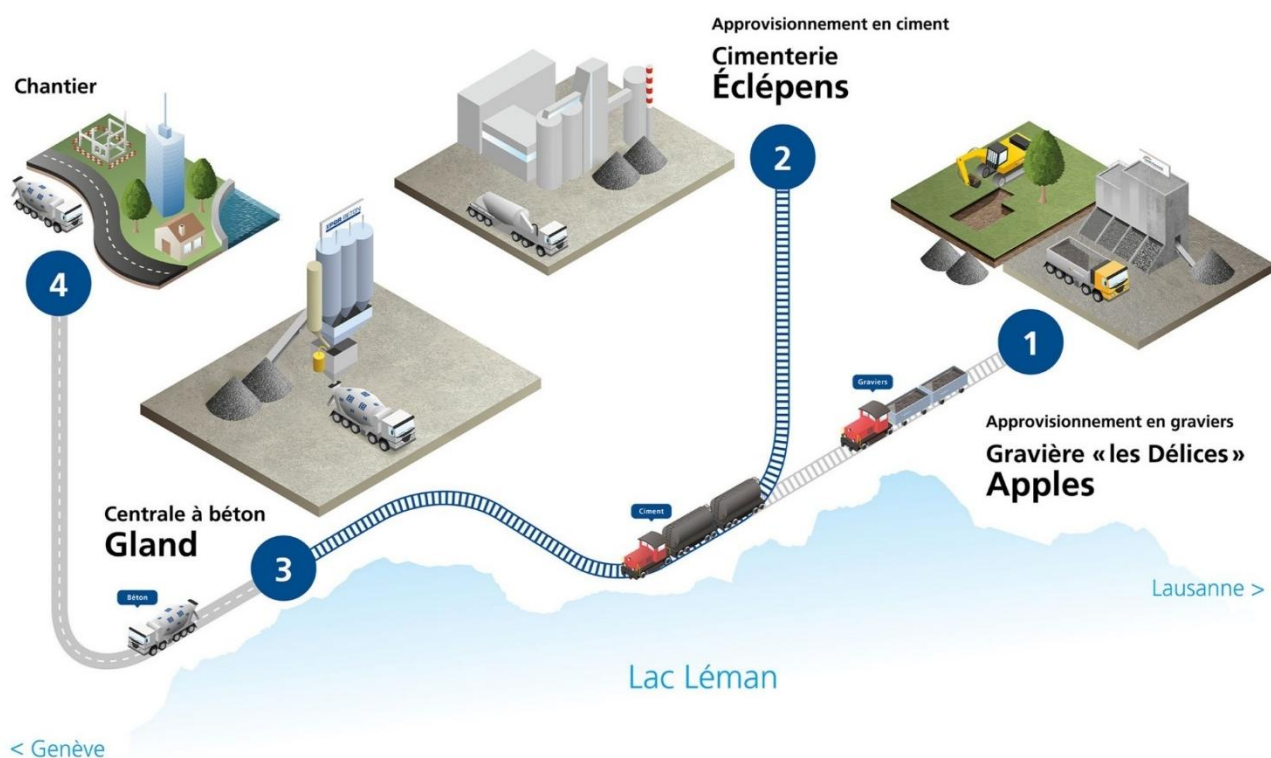 Approvisionnement en ciment
Cimenterie
Éclépens
Chantier
2
4
1
Graviers
Approvisionnement en graviers
Gravière « les Délices »
Apples
Centrale à béton
Gland
3
Ciment
Béton
Lausanne >
Lac Léman
< Genève